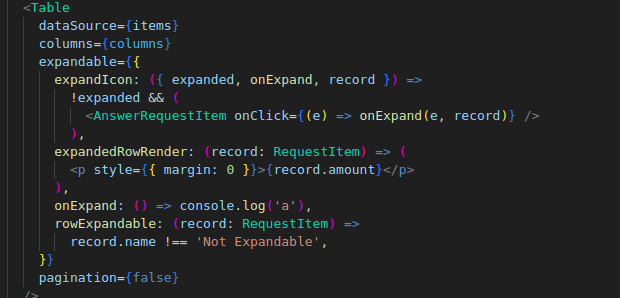 <Table
dataSource={items}
columns={columns}
expandable={{
expandIcon: ({ expanded, onExpand, record }) =>
!expanded && (
<AnswerRequestItem onClick={(e) => onExpand(e, record)} />
),
expandedRowRender: (record: RequestItem) => (
<p style={{ margin: 0 }}>{record.amount}</p>
),
onExpand: () => console.log('a'),
rowExpandable: (record: RequestItem) =>
record.name !== 'Not Expandable',
}}
pagination={false}
/>